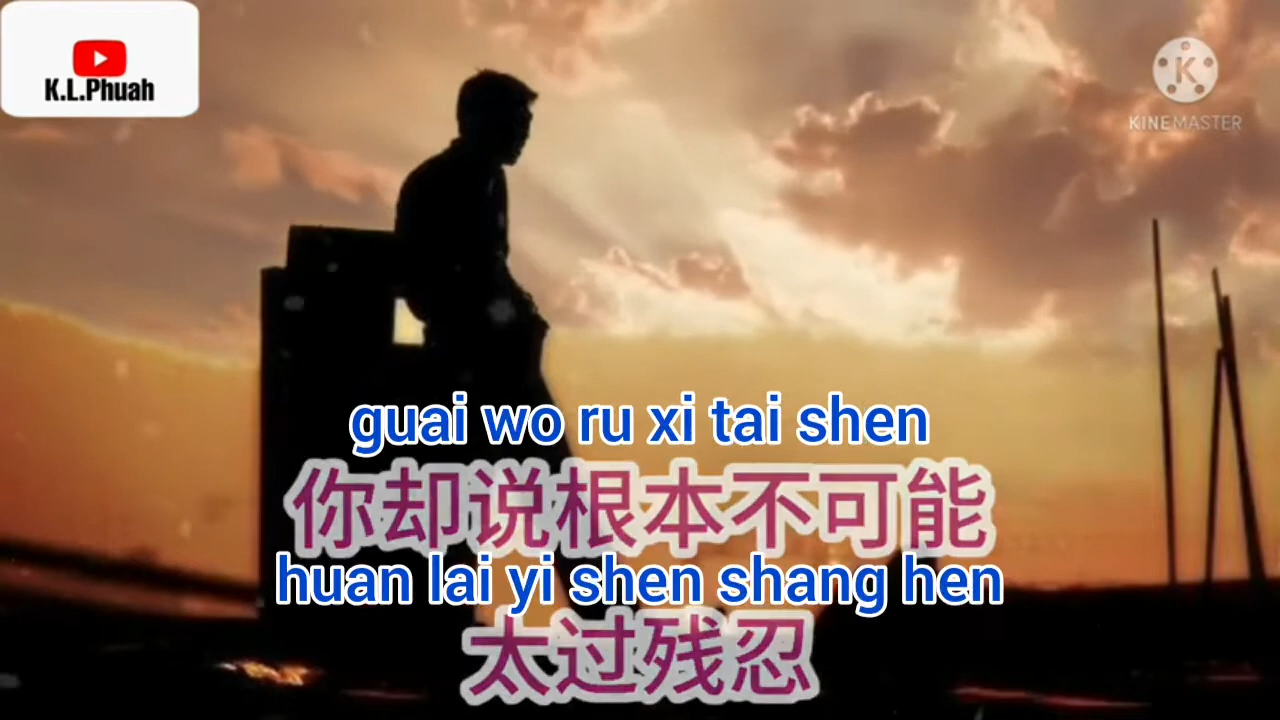 K.L.Phuah
KINEMASTER
guai wo ru xi tai shen
你却说根本不可能
huan lai yi shen shang hen
太过残忍